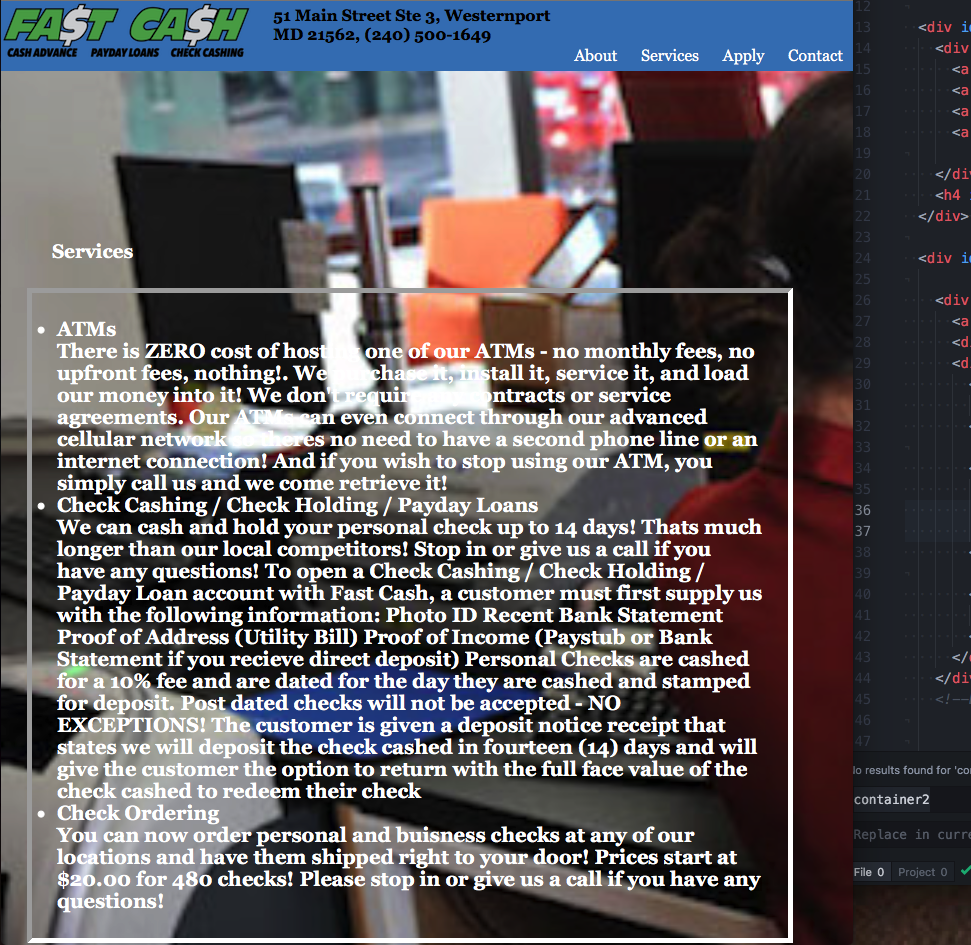 FA$T CA$H
CASH ADVANCE PAYDAY LOANS CHECK CASHING
51 Main Street Ste 3, Westernport
MD 21562, (240) 500-1649
About Services Apply Contact
Services
ATMs
There is ZERO cost of hosting one of our ATMs - no monthly fees, no
upfront fees, nothing!. We purchase it, install it, service it, and load
our money into it! We don't require contracts or service
agreements. Our ATMs can even connect through our advanced
cellular network so theres no need to have a second phone line or an
internet connection! And if you wish to stop using our ATM, you
simply call us and we come retrieve it!
Check Cashing / Check Holding / Payday Loans
We can cash and hold your personal check up to 14 days! Thats much
longer than our local competitors! Stop in or give us a call if you
have any questions! To open a Check Cashing / Check Holding /
Payday Loan account with Fast Cash, a customer must first supply us
with the following information: Photo ID Recent Bank Statement
Proof of Address (Utility Bill) Proof of Income (Paystub or Bank
Statement if you recieve direct deposit) Personal Checks are cashed
for a 10% fee and are dated for the day they are cashed and stamped
for deposit. Post dated checks will not be accepted - NO
EXCEPTIONS! The customer is given a deposit notice receipt that
states we will deposit the check cashed in fourteen (14) days and will
give the customer the option to return with the full face value of the
check cashed to redeem their check
Check Ordering
You can now order personal and buisness checks at any of our
locations and have them shipped right to your door! Prices start at
$20.00 for 480 checks! Please stop in or give us a call if you have any
questions!
12
13 <div i
14 <div
15 <a
16 <a
17 <a
18 <a
19
20 </di
21 <h4
22 </div>
23
24 <div i
25
26 <div
27 <a
28 <d
29 <d
30
31
32
33
34
35
36
37
38
39
40
41
42
43 </
44 </di
45 <!--
46
47
o results found for 'co
container2
Replace in curre
File 0 Project 0